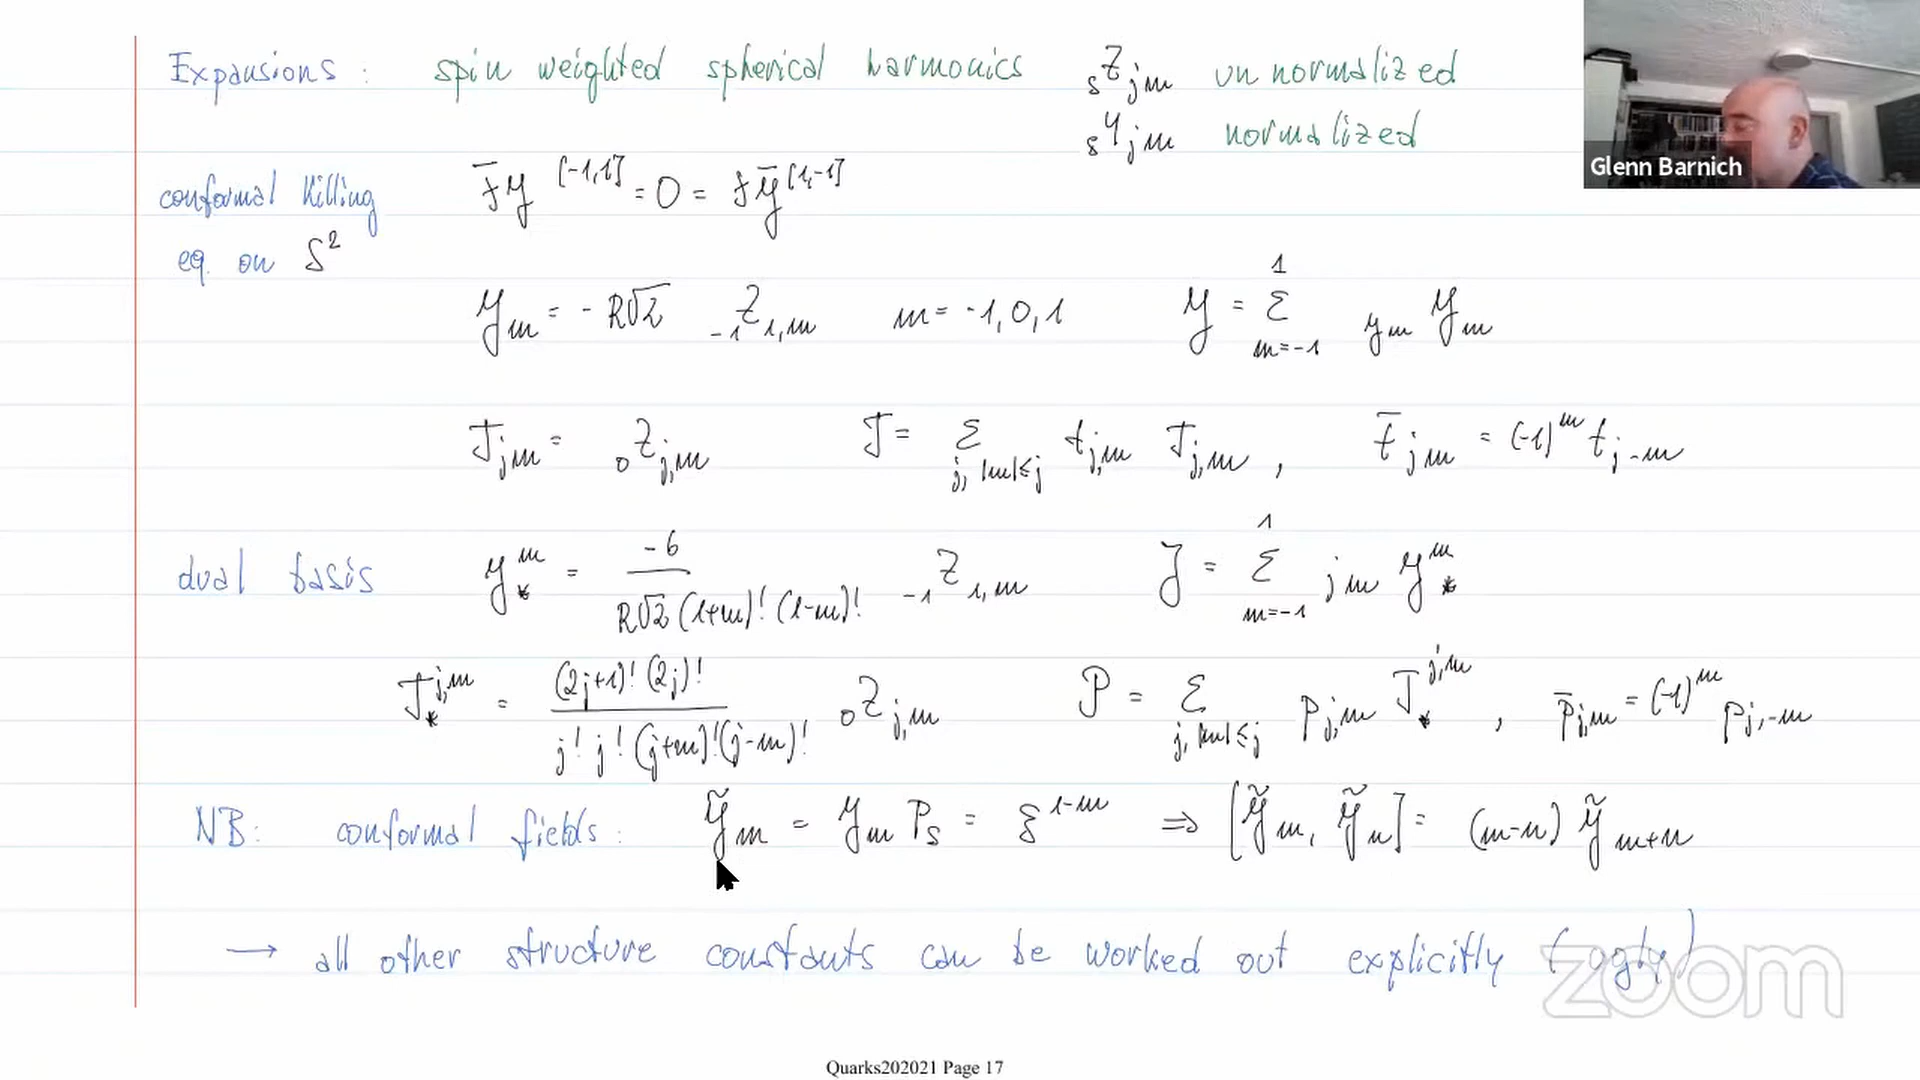 Expansions : spin weighted spherical harmonics sZjm unnormalized
sYjm normalized
Glenn Barnich
conformal Killing eq. on S²
ð̄𝒴^[-1,1] = 0 = ð𝒴̄^[1,-1]
𝒴m = - R√2 -1Z1,m m = -1,0,1 𝒴 = Σ_{m=-1}^{1} ym 𝒴m
𝒯jm = 0Zj,m 𝒯 = Σ_{j,|m|≤j} tj,m 𝒯j,m , t̄jm = (-1)^m tj-m
dual basis 𝒴*^m = -6 / R√2 (1+m)! (1-m)! -1Z1,m 𝒥 = Σ_{m=-1}^{1} jm 𝒴*^m
𝒯*^j,m = (2j+1)! (2j)! / j! j! (j+m)! (j-m)! 0Zj,m 𝒫 = Σ_{j,|m|≤j} pj,m 𝒯*^j,m , p̄j,m = (-1)^m pj,-m
NB: conformal fields: 𝒴̃m = 𝒴m Ps = ξ^1-m ⇒ [𝒴̃m, 𝒴̃n] = (m-n) 𝒴̃m+n
→ all other structure constants can be worked out explicitly (ugly)
zoom
Quarks202021 Page 17